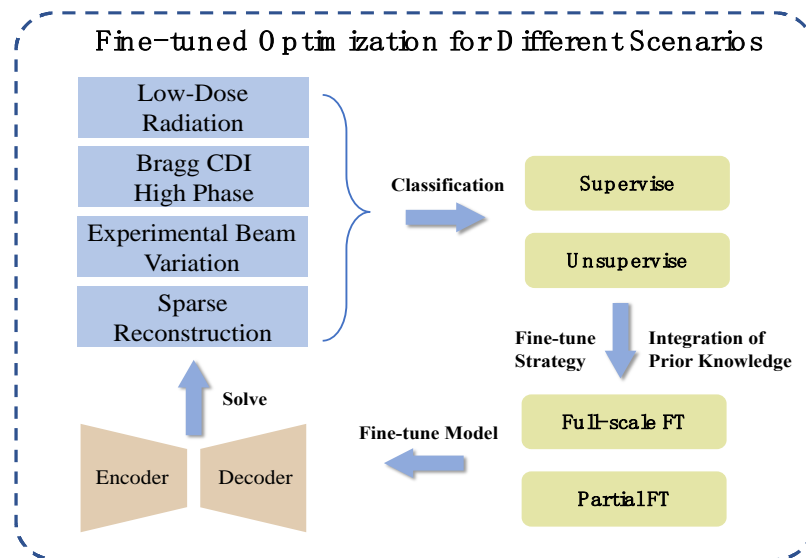 Fine-tuned Optimization for Different Scenarios
Low-Dose
Radiation
Bragg CDI
High Phase
Experimental Beam
Variation
Sparse
Reconstruction
Classification
Supervise
Unsupervise
Fine-tune
Strategy
Integration of
Prior Knowledge
Full-scale FT
Partial FT
Fine-tune Model
Solve
Encoder
Decoder